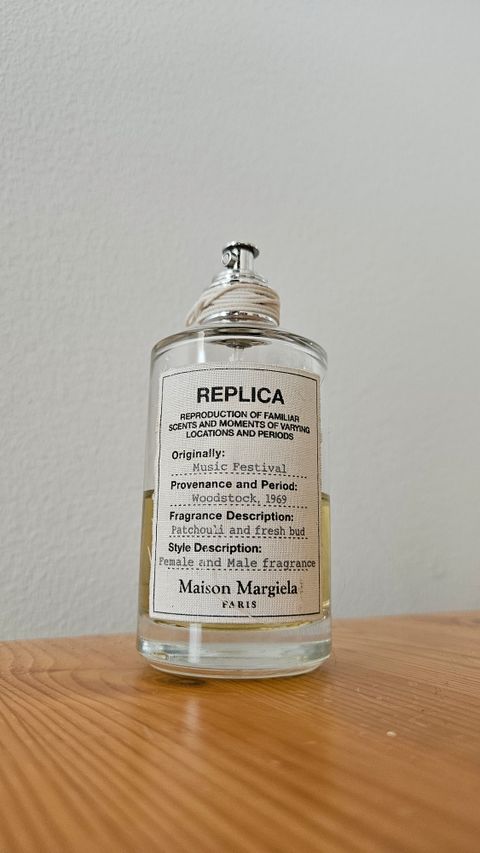 REPLICA
REPRODUCTION OF FAMILIAR
SCENTS AND MOMENTS OF VARYING
LOCATIONS AND PERIODS
Originally:
Music Festival
Provenance and Period:
Woodstock, 1969
Fragrance Description:
Patchouli and fresh bud
Style Description:
Female and Male fragrance
Maison Margiela
PARIS